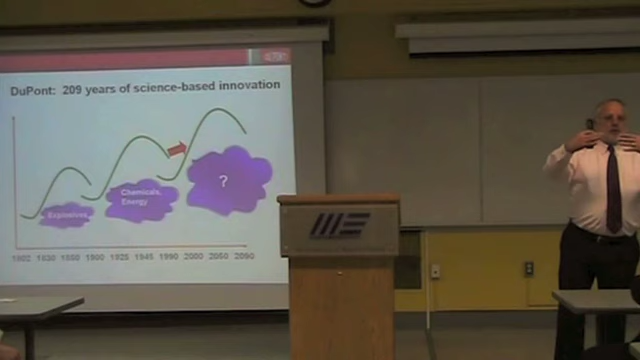 DuPont: 209 years of science-based innovation
Explosives
Chemicals,
Energy
?
1802 1830 1850 1900 1925 1945 1990 2000 2050 2090
ME